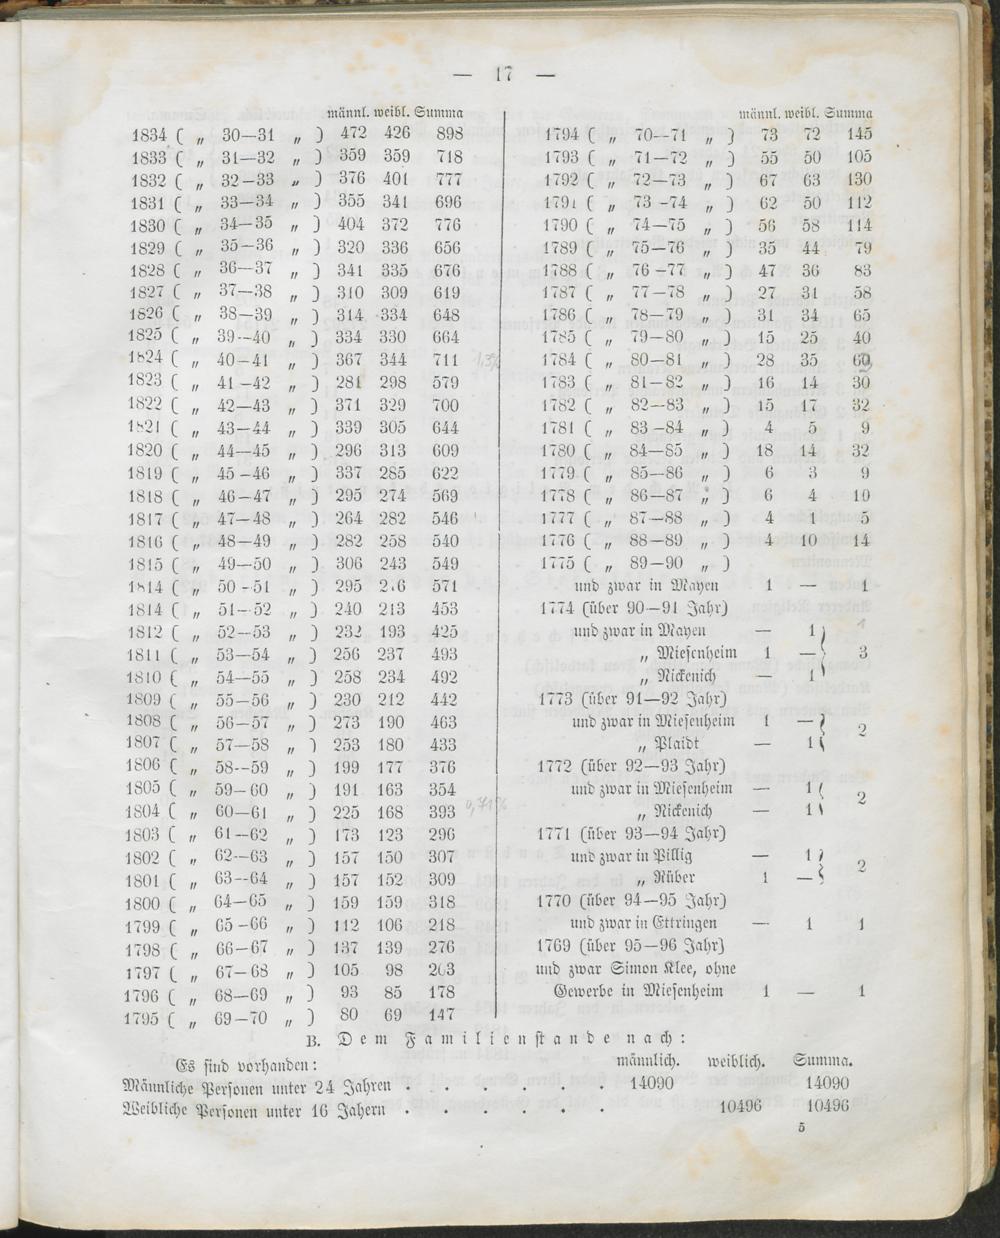 — 17 —
männl. weibl. Summa
1834 ( „ 30—31 „ ) 472 426 898
1833 ( „ 31—32 „ ) 359 359 718
1832 ( „ 32—33 „ ) 376 401 777
1831 ( „ 33—34 „ ) 355 341 696
1830 ( „ 34—35 „ ) 404 372 776
1829 ( „ 35—36 „ ) 320 336 656
1828 ( „ 36—37 „ ) 341 335 676
1827 ( „ 37—38 „ ) 310 309 619
1826 ( „ 38—39 „ ) 314 334 648
1825 ( „ 39—40 „ ) 334 330 664
1824 ( „ 40—41 „ ) 367 344 711
1823 ( „ 41—42 „ ) 281 298 579
1822 ( „ 42—43 „ ) 371 329 700
1821 ( „ 43—44 „ ) 339 305 644
1820 ( „ 44—45 „ ) 296 313 609
1819 ( „ 45—46 „ ) 337 285 622
1818 ( „ 46—47 „ ) 295 274 569
1817 ( „ 47—48 „ ) 264 282 546
1816 ( „ 48—49 „ ) 282 258 540
1815 ( „ 49—50 „ ) 306 243 549
1814 ( „ 50—51 „ ) 295 571
1814 ( „ 51—52 „ ) 240 213 453
1812 ( „ 52—53 „ ) 232 193 425
1811 ( „ 53—54 „ ) 256 237 493
1810 ( „ 54—55 „ ) 258 234 492
1809 ( „ 55—56 „ ) 230 212 442
1808 ( „ 56—57 „ ) 273 190 463
1807 ( „ 57—58 „ ) 253 180 433
1806 ( „ 58—59 „ ) 199 177 376
1805 ( „ 59—60 „ ) 191 163 354
1804 ( „ 60—61 „ ) 225 168 393
1803 ( „ 61—62 „ ) 173 123 296
1802 ( „ 62—63 „ ) 157 150 307
1801 ( „ 63—64 „ ) 157 152 309
1800 ( „ 64—65 „ ) 159 159 318
1799 ( „ 65—66 „ ) 112 106 218
1798 ( „ 66—67 „ ) 137 139 276
1797 ( „ 67—68 „ ) 105 98 203
1796 ( „ 68—69 „ ) 93 85 178
1795 ( „ 69—70 „ ) 80 69 147
männl. weibl. Summa
1794 ( „ 70—71 „ ) 73 72 145
1793 ( „ 71—72 „ ) 55 50 105
1792 ( „ 72—73 „ ) 67 63 130
1791 ( „ 73—74 „ ) 62 50 112
1790 ( „ 74—75 „ ) 56 58 114
1789 ( „ 75—76 „ ) 35 44 79
1788 ( „ 76—77 „ ) 47 36 83
1787 ( „ 77—78 „ ) 27 31 58
1786 ( „ 78—79 „ ) 31 34 65
1785 ( „ 79—80 „ ) 15 25 40
1784 ( „ 80—81 „ ) 28 35
1783 ( „ 81—82 „ ) 16 14 30
1782 ( „ 82—83 „ ) 15 17 32
1781 ( „ 83—84 „ ) 4 5 9
1780 ( „ 84—85 „ ) 18 14 32
1779 ( „ 85—86 „ ) 6 3 9
1778 ( „ 86—87 „ ) 6 4 10
1777 ( „ 87—88 „ ) 4 1 5
1776 ( „ 88—89 „ ) 4 10 14
1775 ( „ 89—90 „ )
und zwar in Mayen 1 — 1
1774 (über 90—91 Jahr)
und zwar in Mayen — 1
„ Miesenheim 1 — 3
„ Nickenich — 1
1773 (über 91—92 Jahr)
und zwar in Miesenheim 1 — 2
„ Plaidt — 1
1772 (über 92—93 Jahr)
und zwar in Miesenheim — 1 2
„ Nickenich — 1
1771 (über 93—94 Jahr)
und zwar in Pillig — 1 2
„ Rüber 1 —
1770 (über 94—95 Jahr)
und zwar in Ettringen — 1 1
1769 (über 95—96 Jahr)
und zwar Simon Klee, ohne
Gewerbe in Miesenheim 1 — 1
B. Dem Familienstande nach:
Es sind vorhanden: männlich. weiblich. Summa.
Männliche Personen unter 24 Jahren . . . . 14090 14090
Weibliche Personen unter 16 Jahern . . . . . 10496 10496
5